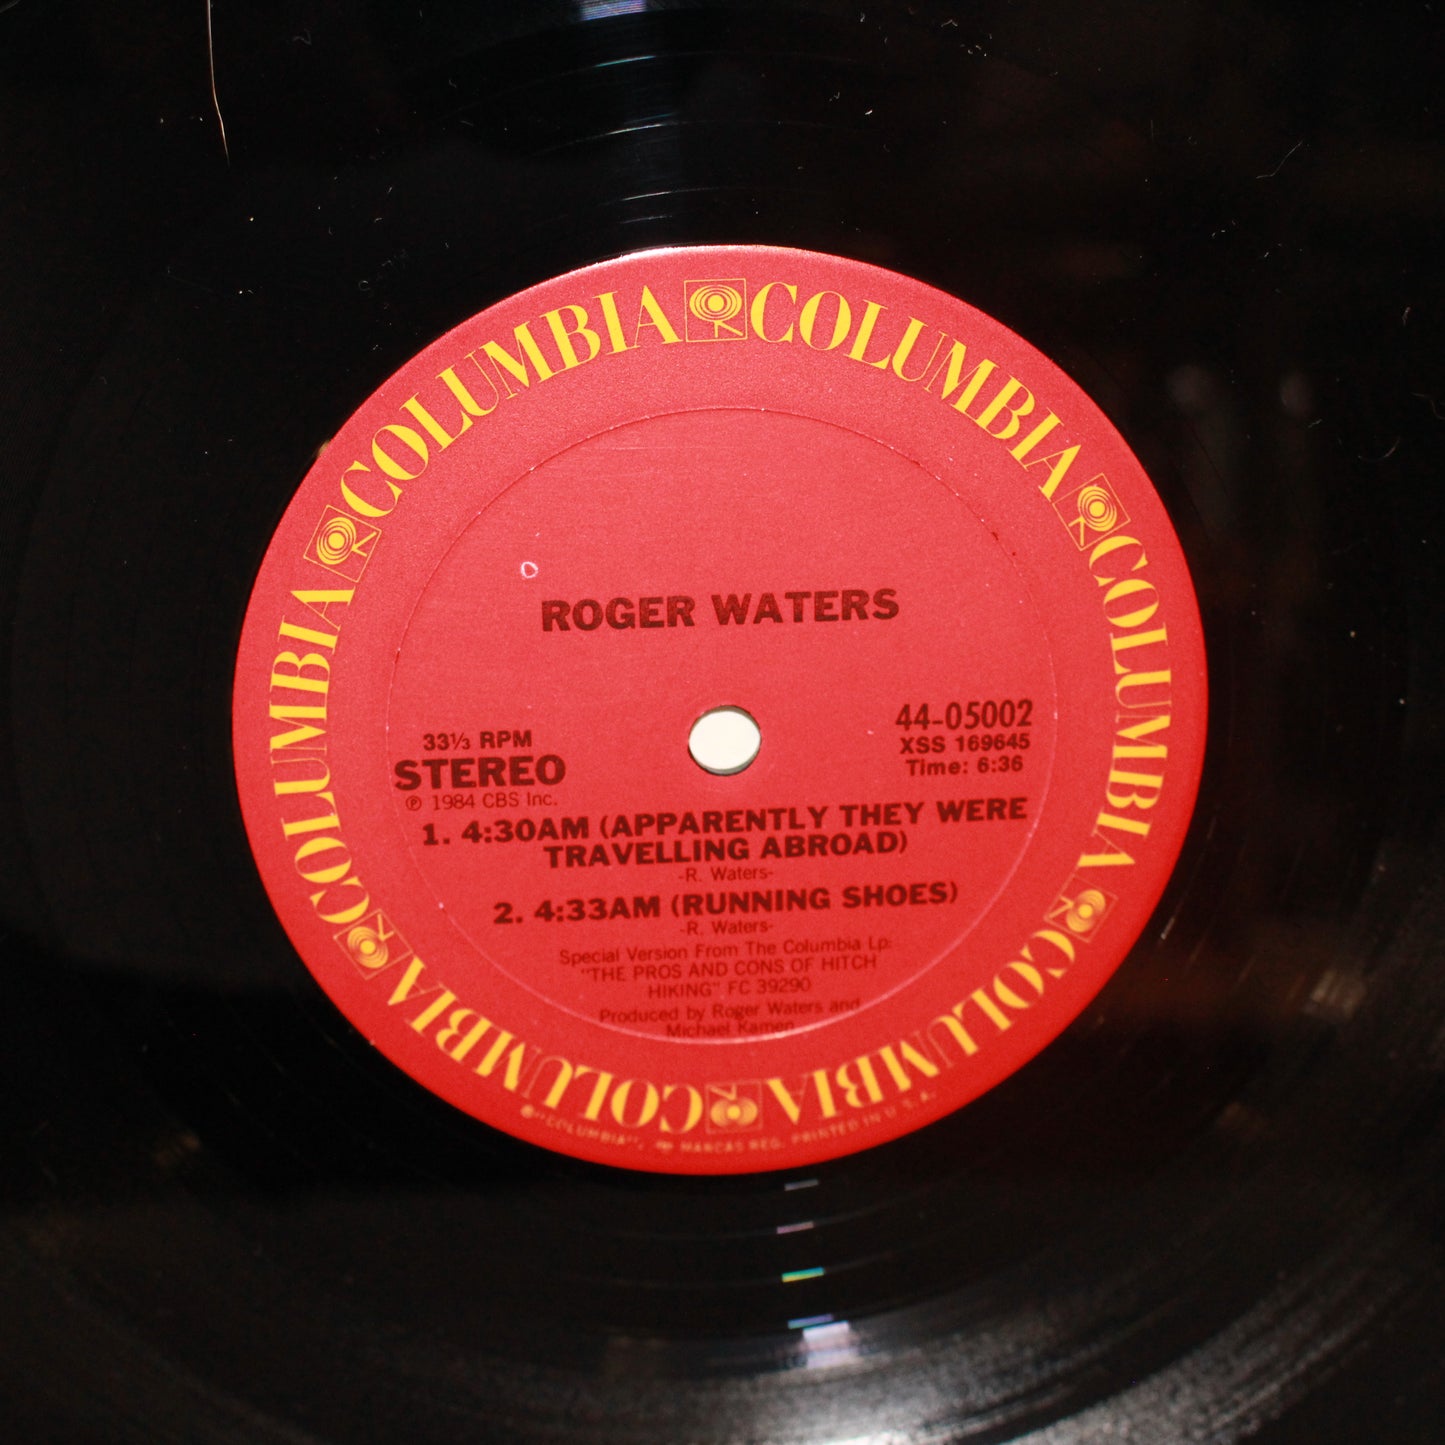 COLUMBIA COLUMBIA COLUMBIA COLUMBIA COLUMBIA COLUMBIA
ROGER WATERS
44-05002
33⅓ RPM
XSS 169645
STEREO
Time: 6:36
℗ 1984 CBS Inc.
1. 4:30AM (APPARENTLY THEY WERE
TRAVELLING ABROAD)
-R. Waters-
2. 4:33AM (RUNNING SHOES)
-R. Waters-
Special Version From The Columbia Lp:
"THE PROS AND CONS OF HITCH
HIKING" FC 39290
Produced by Roger Waters and
Michael Kamen
"COLUMBIA", MARCAS REG. PRINTED IN U.S.A.